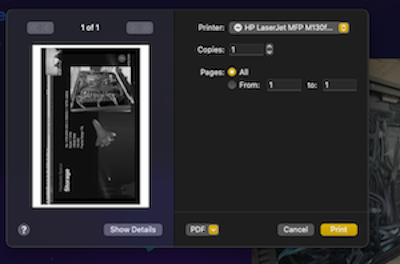 1 of 1
Printer: HP LaserJet MFP M130f...
Copies: 1
Pages: All
From: 1 to: 1
Storage
? Show Details PDF Cancel Print